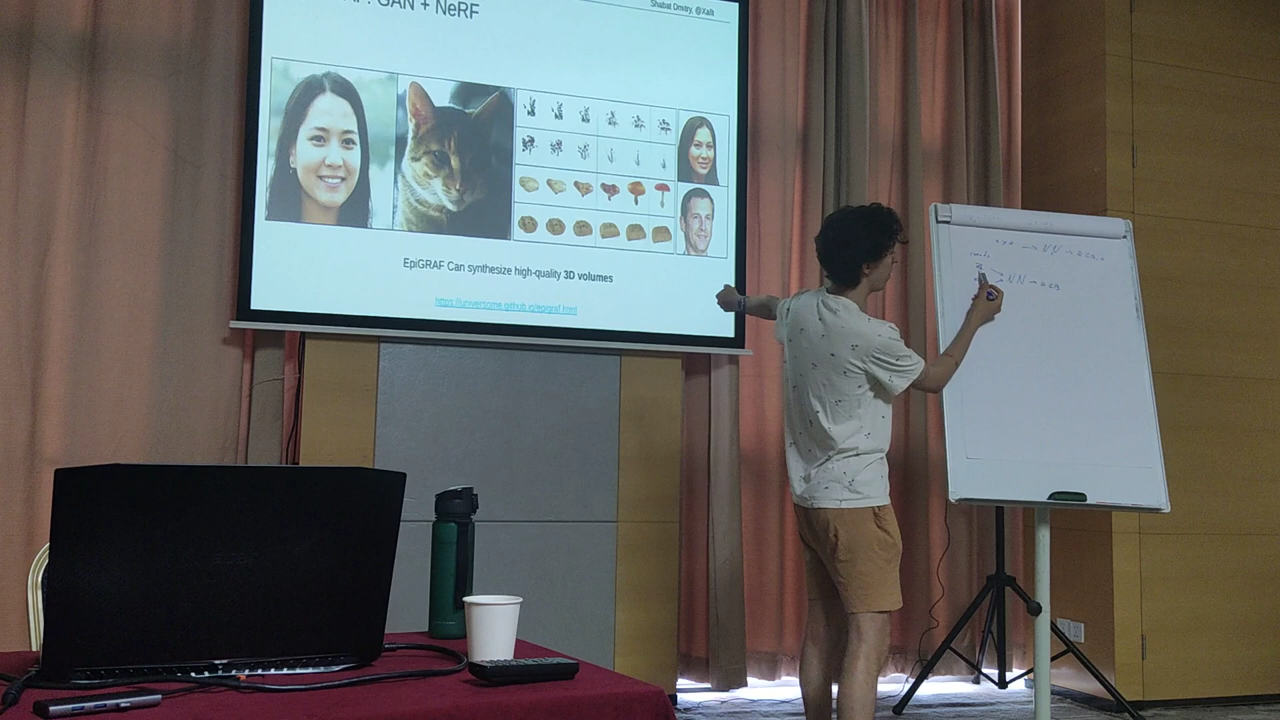 GAN + NeRF
Shabat Dmitry, @Xallt
EpiGRAF Can synthesize high-quality 3D volumes
https://universome.github.io/epigraf.html
NN
NN